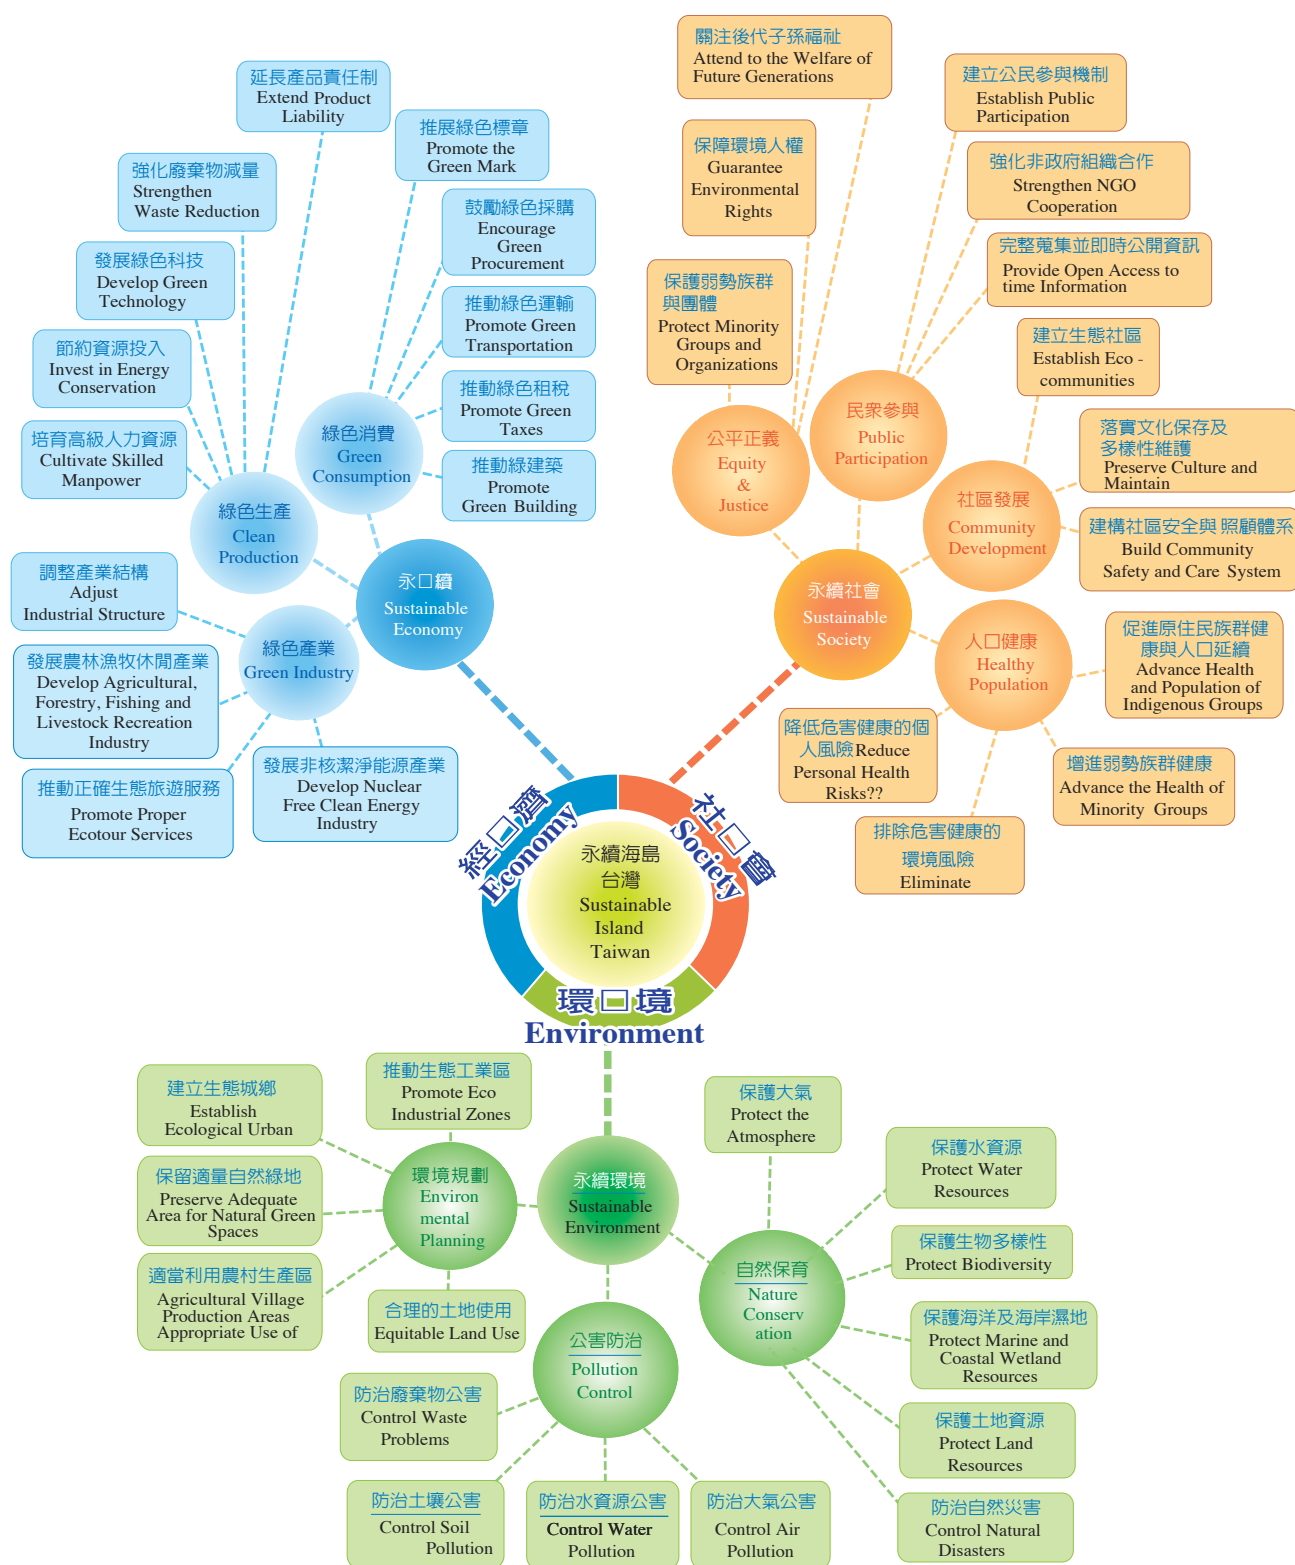 關注後代子孫福祉
Attend to the Welfare of
Future Generations
延長產品責任制
Extend Product
Liability
建立公民參與機制
Establish Public
Participation
推展綠色標章
Promote the
Green Mark
保障環境人權
Guarantee
Environmental
Rights
強化非政府組織合作
Strengthen NGO
Cooperation
強化廢棄物減量
Strengthen
Waste Reduction
鼓勵綠色採購
Encourage
Green
Procurement
完整蒐集並即時公開資訊
Provide Open Access to
time Information
發展綠色科技
Develop Green
Technology
保護弱勢族群
與團體
Protect Minority
Groups and
Organizations
推動綠色運輸
Promote Green
Transportation
建立生態社區
Establish Eco -
communities
節約資源投入
Invest in Energy
Conservation
推動綠色租稅
Promote Green
Taxes
綠色消費
Green
Consumption
公平正義
Equity
&
Justice
民眾參與
Public
Participation
落實文化保存及
多樣性維護
Preserve Culture and
Maintain
培育高級人力資源
Cultivate Skilled
Manpower
推動綠建築
Promote
Green Building
綠色生產
Clean
Production
社區發展
Community
Development
建構社區安全與 照顧體系
Build Community
Safety and Care System
調整產業結構
Adjust
Industrial Structure
永口續
Sustainable
Economy
永續社會
Sustainable
Society
綠色產業
Green Industry
人口健康
Healthy
Population
促進原住民族群健
康與人口延續
Advance Health
and Population of
Indigenous Groups
發展農林漁牧休閒產業
Develop Agricultural,
Forestry, Fishing and
Livestock Recreation
Industry
降低危害健康的個
人風險Reduce
Personal Health
Risks??
增進弱勢族群健康
Advance the Health of
Minority Groups
推動正確生態旅遊服務
Promote Proper
Ecotour Services
發展非核潔淨能源產業
Develop Nuclear
Free Clean Energy
Industry
排除危害健康的
環境風險
Eliminate
經口濟
Economy
社口會
Society
永續海島
台灣
Sustainable
Island
Taiwan
環口境
Environment
建立生態城鄉
Establish
Ecological Urban
推動生態工業區
Promote Eco
Industrial Zones
保護大氣
Protect the
Atmosphere
保護水資源
Protect Water
Resources
保留適量自然綠地
Preserve Adequate
Area for Natural Green
Spaces
環境規劃
Environ
mental
Planning
永續環境
Sustainable
Environment
保護生物多樣性
Protect Biodiversity
適當利用農村生產區
Agricultural Village
Production Areas
Appropriate Use of
合理的土地使用
Equitable Land Use
自然保育
Nature
Conserv
ation
保護海洋及海岸濕地
Protect Marine and
Coastal Wetland
Resources
公害防治
Pollution
Control
防治廢棄物公害
Control Waste
Problems
保護土地資源
Protect Land
Resources
防治土壤公害
Control Soil
Pollution
防治水資源公害
Control Water
Pollution
防治大氣公害
Control Air
Pollution
防治自然災害
Control Natural
Disasters